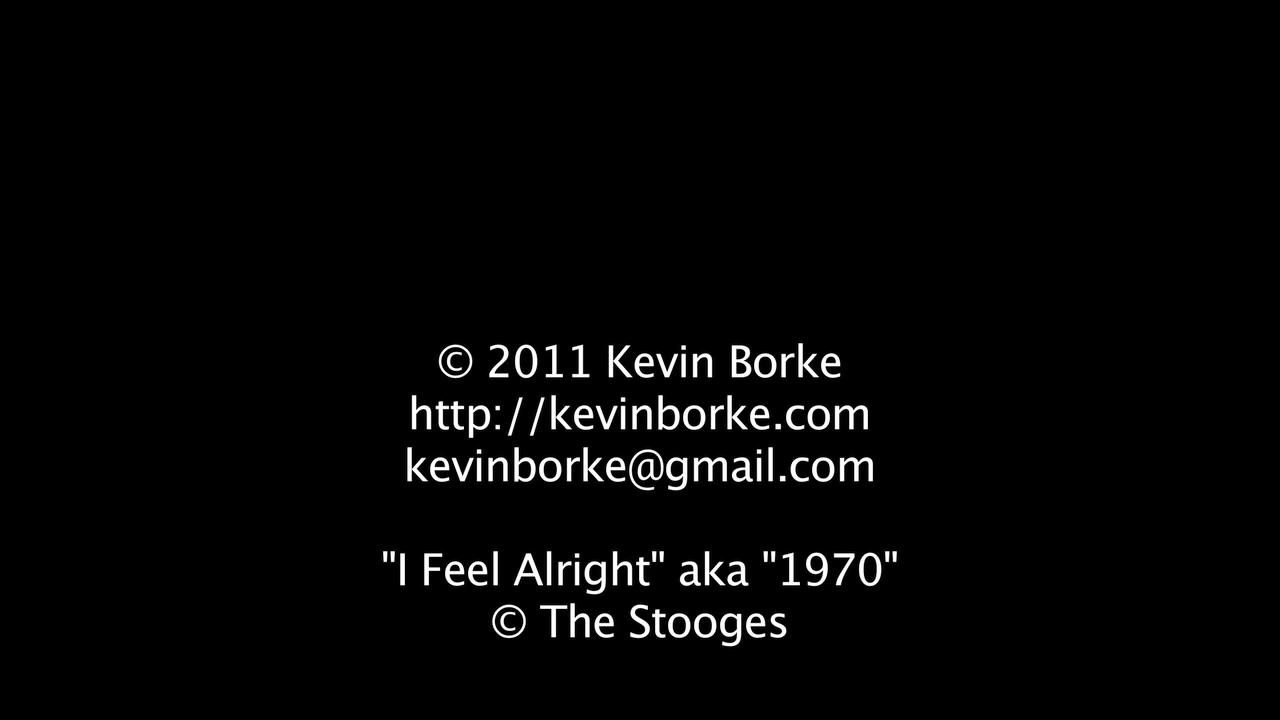 © 2011 Kevin Borke
http://kevinborke.com
kevinborke@gmail.com
"I Feel Alright" aka "1970"
© The Stooges